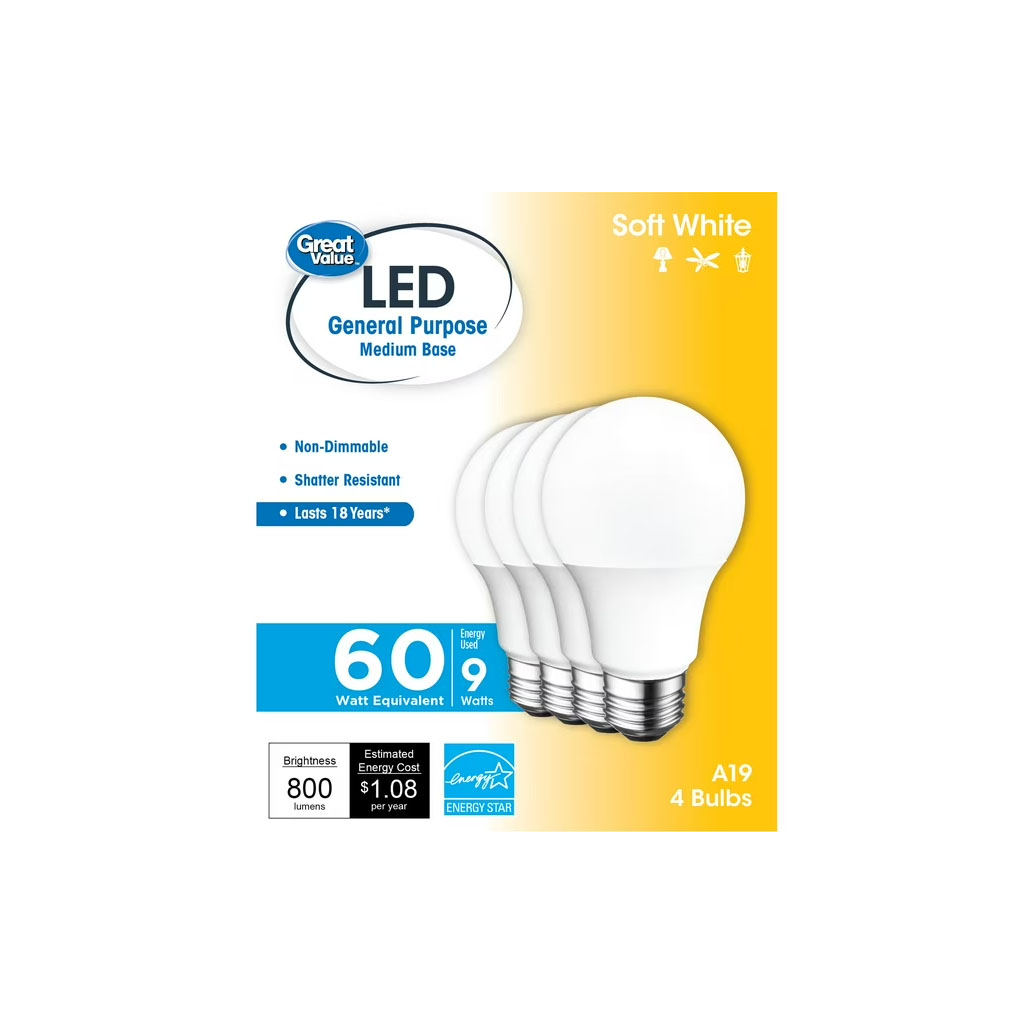 Great
Value™
LED
General Purpose
Medium Base
Soft White
• Non-Dimmable
• Shatter Resistant
• Lasts 18 Years*
60
Watt Equivalent
Energy
Used
9
Watts
Brightness
800
lumens
Estimated
Energy Cost
$1.08
per year
energy
ENERGY STAR
A19
4 Bulbs